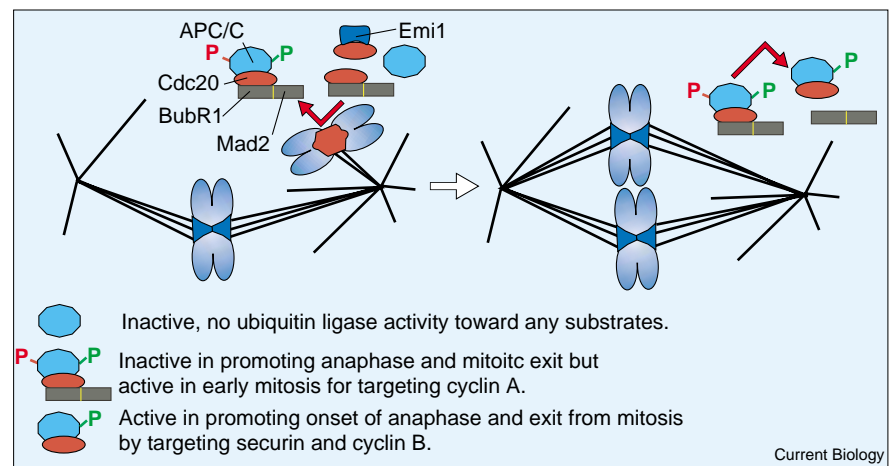 APC/C
Emi1
P
P
Cdc20
BubR1
Mad2
P
P
P
Inactive, no ubiquitin ligase activity toward any substrates.
P
P
Inactive in promoting anaphase and mitoitc exit but
active in early mitosis for targeting cyclin A.
P
Active in promoting onset of anaphase and exit from mitosis
by targeting securin and cyclin B.
Current Biology